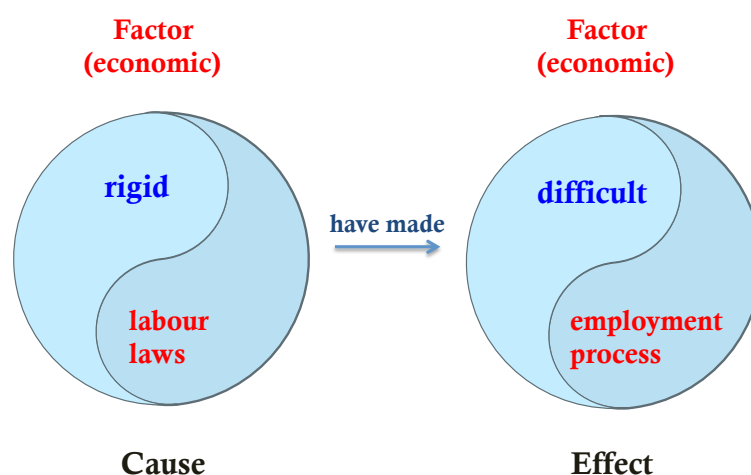 Factor
(economic)
Factor
(economic)
rigid
difficult
have made
labour
laws
employment
process
Cause
Effect